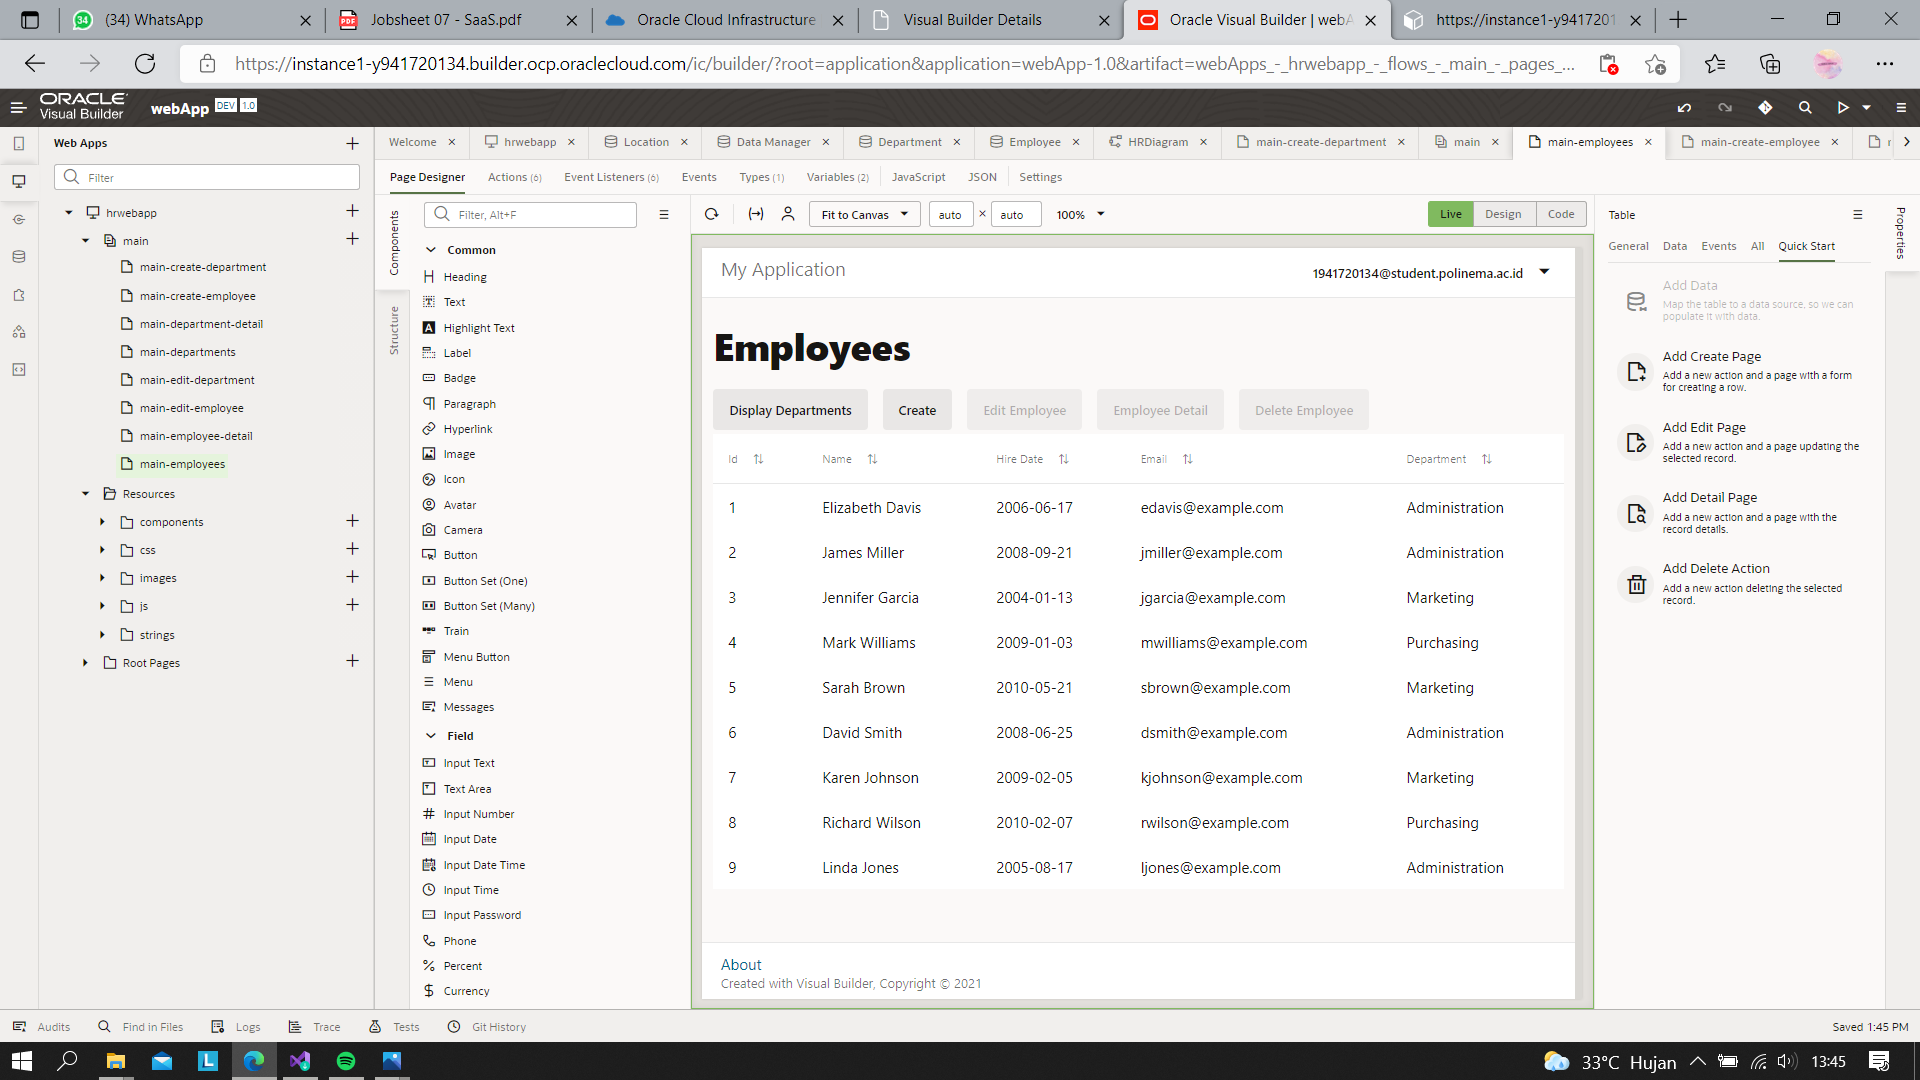 (34) WhatsApp
Jobsheet 07 - SaaS.pdf
Oracle Cloud Infrastructure
Visual Builder Details
Oracle Visual Builder | webA
https://instance1-y9417201
https://instance1-y941720134.builder.ocp.oraclecloud.com/ic/builder/?root=application&application=webApp-1.0&artifact=webApps_-_hrwebapp_-_flows_-_main_-_pages_...
ORACLE
Visual Builder
webApp DEV 1.0
Web Apps
Filter
hrwebapp
main
main-create-department
main-create-employee
main-department-detail
main-departments
main-edit-department
main-edit-employee
main-employee-detail
main-employees
Resources
components
css
images
js
strings
Root Pages
Welcome
hrwebapp
Location
Data Manager
Department
Employee
HRDiagram
main-create-department
main
main-employees
main-create-employee
Page Designer
Actions (6)
Event Listeners (6)
Events
Types (1)
Variables (2)
JavaScript
JSON
Settings
Components
Structure
Filter, Alt+F
Common
Heading
Text
Highlight Text
Label
Badge
Paragraph
Hyperlink
Image
Icon
Avatar
Camera
Button
Button Set (One)
Button Set (Many)
Train
Menu Button
Menu
Messages
Field
Input Text
Text Area
Input Number
Input Date
Input Date Time
Input Time
Input Password
Phone
Percent
Currency
Fit to Canvas
auto × auto
100%
Live
Design
Code
My Application
1941720134@student.polinema.ac.id
Employees
Display Departments
Create
Edit Employee
Employee Detail
Delete Employee
Id Name Hire Date Email Department
1 Elizabeth Davis 2006-06-17 edavis@example.com Administration
2 James Miller 2008-09-21 jmiller@example.com Administration
3 Jennifer Garcia 2004-01-13 jgarcia@example.com Marketing
4 Mark Williams 2009-01-03 mwilliams@example.com Purchasing
5 Sarah Brown 2010-05-21 sbrown@example.com Marketing
6 David Smith 2008-06-25 dsmith@example.com Administration
7 Karen Johnson 2009-02-05 kjohnson@example.com Marketing
8 Richard Wilson 2010-02-07 rwilson@example.com Purchasing
9 Linda Jones 2005-08-17 ljones@example.com Administration
About
Created with Visual Builder, Copyright © 2021
Table
General
Data
Events
All
Quick Start
Properties
Add Data
Map the table to a data source, so we can
populate it with data.
Add Create Page
Add a new action and a page with a form
for creating a row.
Add Edit Page
Add a new action and a page updating the
selected record.
Add Detail Page
Add a new action and a page with the
record details.
Add Delete Action
Add a new action deleting the selected
record.
Audits
Find in Files
Logs
Trace
Tests
Git History
Saved 1:45 PM
33°C Hujan
13:45